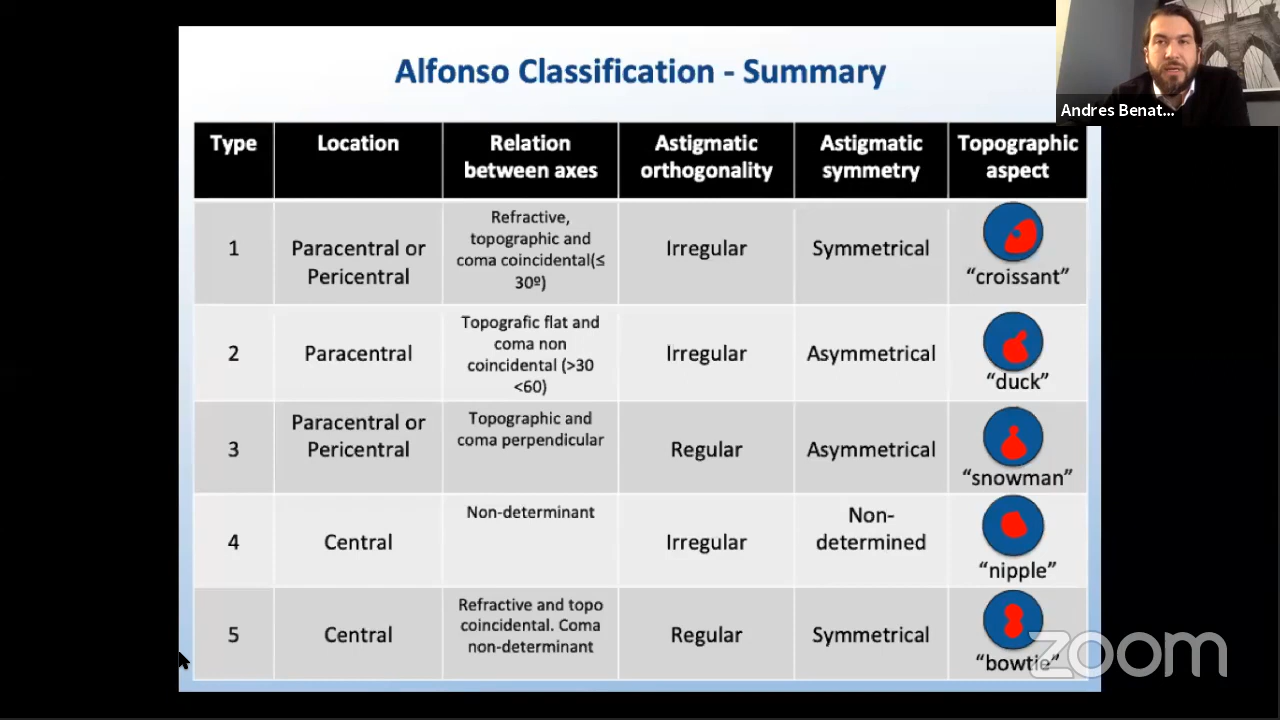 Alfonso Classification - Summary
Andres Benat...
Type
Location
Relation
between axes
Astigmatic
orthogonality
Astigmatic
symmetry
Topographic
aspect
1
Paracentral or
Pericentral
Refractive,
topographic and
coma coincidental(≤
30º)
Irregular
Symmetrical
“croissant”
2
Paracentral
Topografic flat and
coma non
coincidental (>30
<60)
Irregular
Asymmetrical
“duck”
3
Paracentral or
Pericentral
Topographic and
coma perpendicular
Regular
Asymmetrical
“snowman”
4
Central
Non-determinant
Irregular
Non-
determined
“nipple”
5
Central
Refractive and topo
coincidental. Coma
non-determinant
Regular
Symmetrical
“bowtie”
zoom